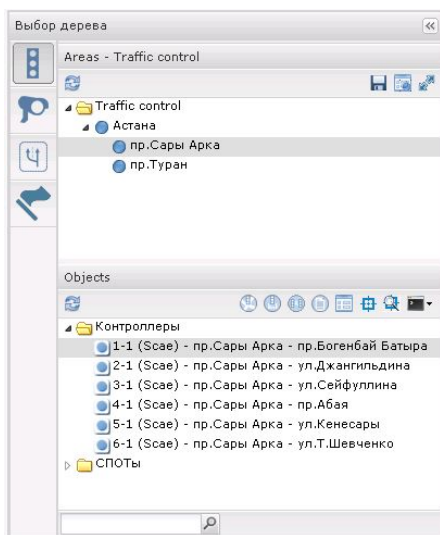 Выбор дерева
Areas - Traffic control
Traffic control
Астана
пр.Сары Арка
пр.Туран
Objects
Контроллеры
1-1 (Scae) - пр.Сары Арка - пр.Богенбай Батыра
2-1 (Scae) - пр.Сары Арка - ул.Джангильдина
3-1 (Scae) - пр.Сары Арка - ул.Сейфуллина
4-1 (Scae) - пр.Сары Арка - пр.Абая
5-1 (Scae) - пр.Сары Арка - ул.Кенесары
6-1 (Scae) - пр.Сары Арка - ул.Т.Шевченко
СПОТы